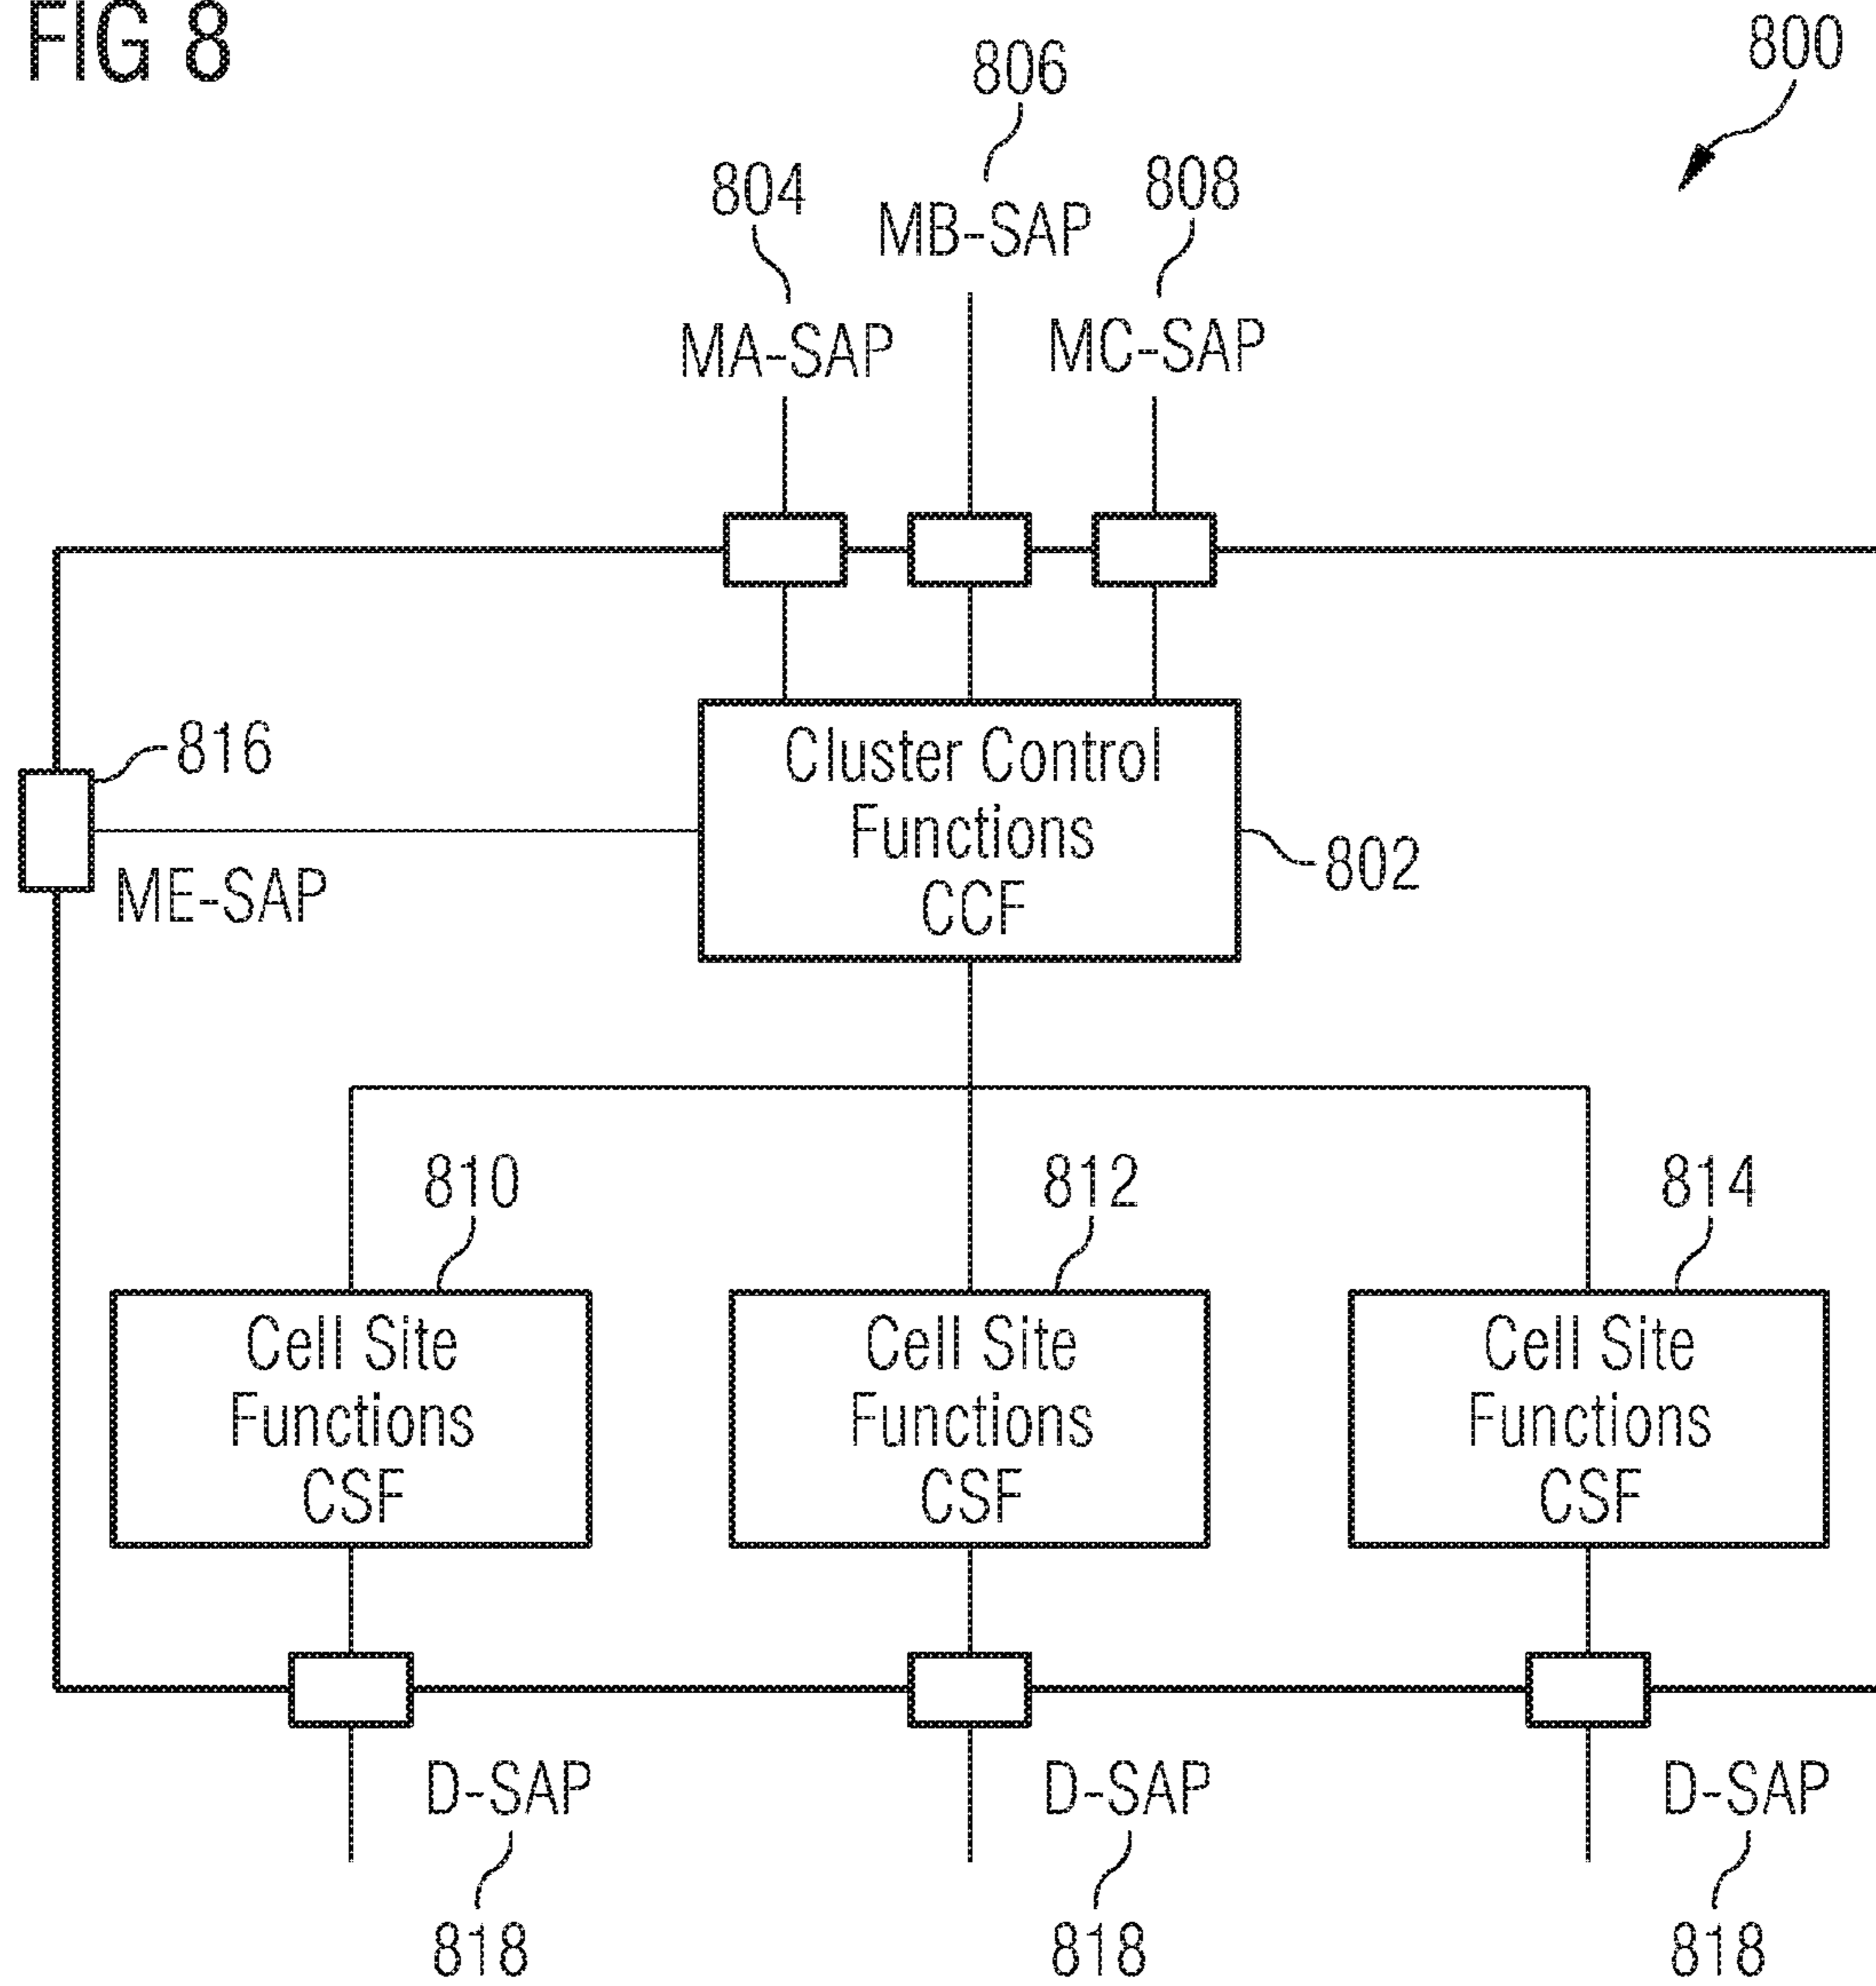 FIG 8
800
806
804
MB-SAP
808
MA-SAP
MC-SAP
816
ME-SAP
Cluster Control
Functions
CCF
802
810
812
814
Cell Site
Functions
CSF
Cell Site
Functions
CSF
Cell Site
Functions
CSF
D-SAP
D-SAP
D-SAP
818
818
818